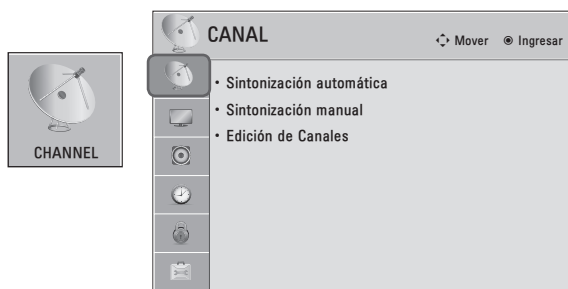 CHANNEL
CANAL
Mover Ingresar
• Sintonización automática
• Sintonización manual
• Edición de Canales